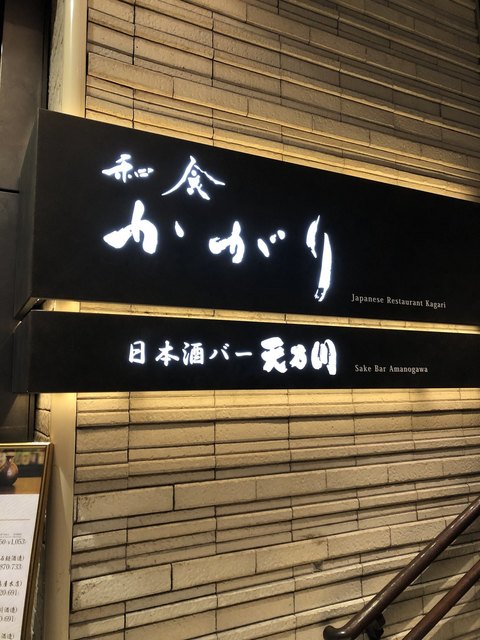 和食
かがり
Japanese Restaurant Kagari
日本酒バー 天乃川
Sake Bar Amanogawa